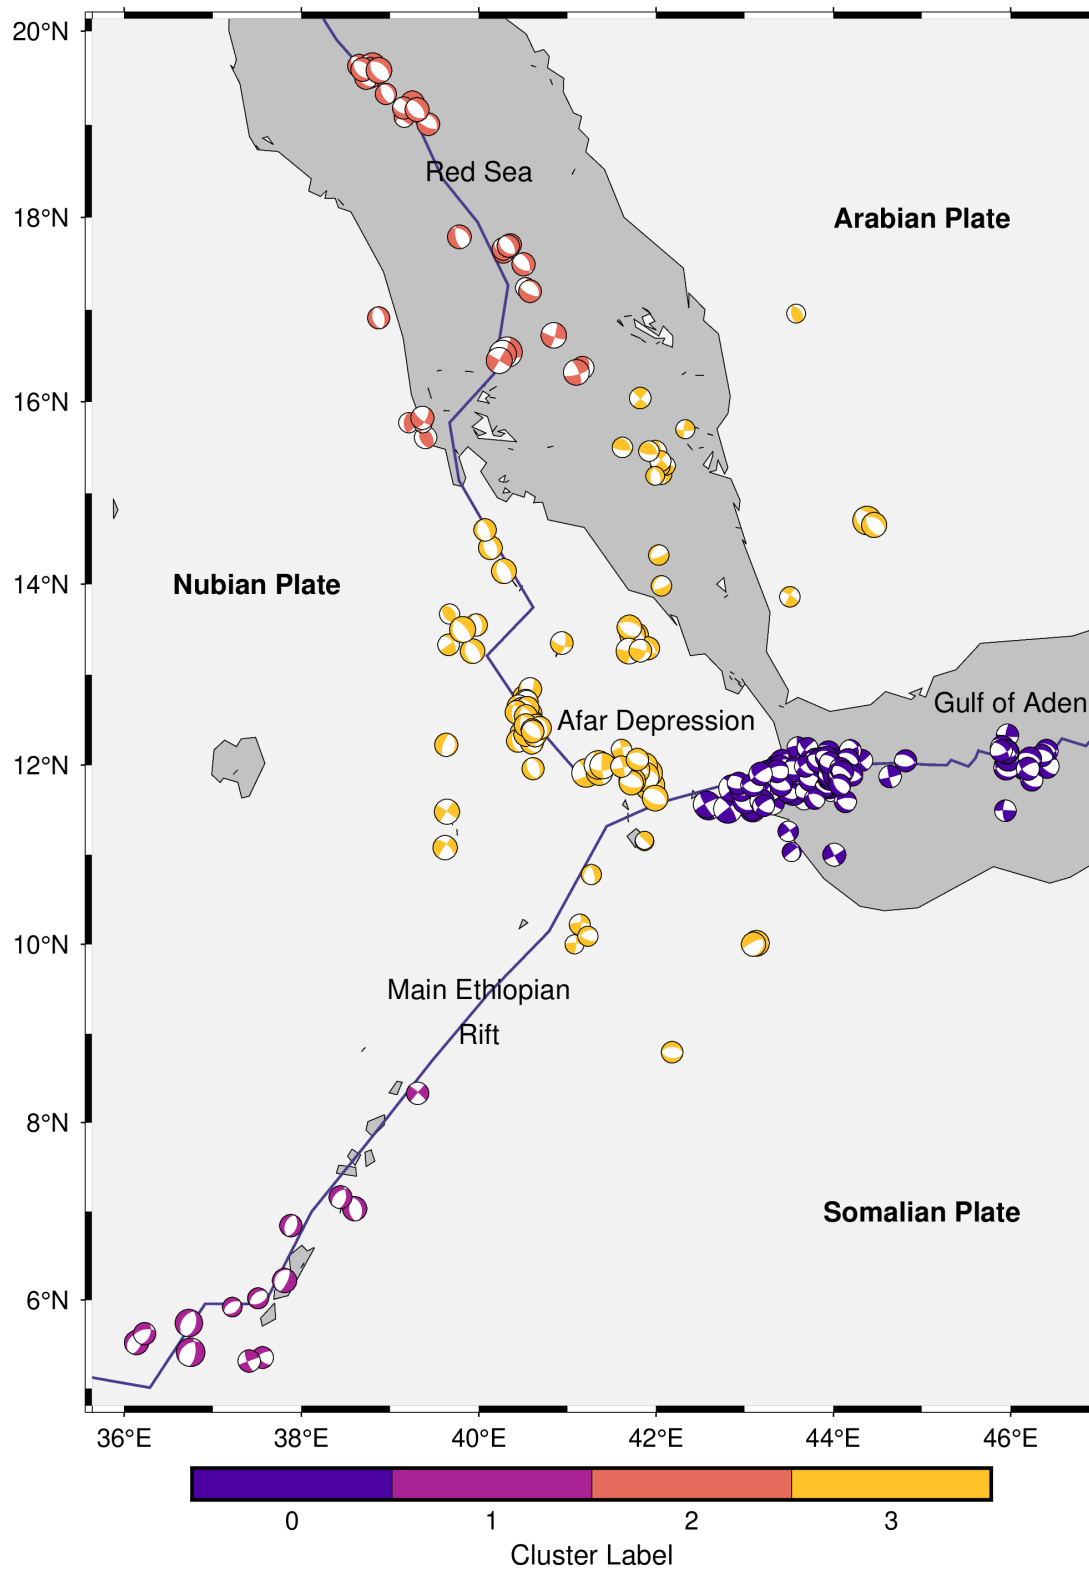 20°N
Red Sea
18°N
Arabian Plate
16°N
14°N
Nubian Plate
Gulf of Aden
Afar Depression
12°N
10°N
Main Ethiopian
Rift
8°N
Somalian Plate
6°N
36°E 38°E 40°E 42°E 44°E 46°E
0 1 2 3
Cluster Label